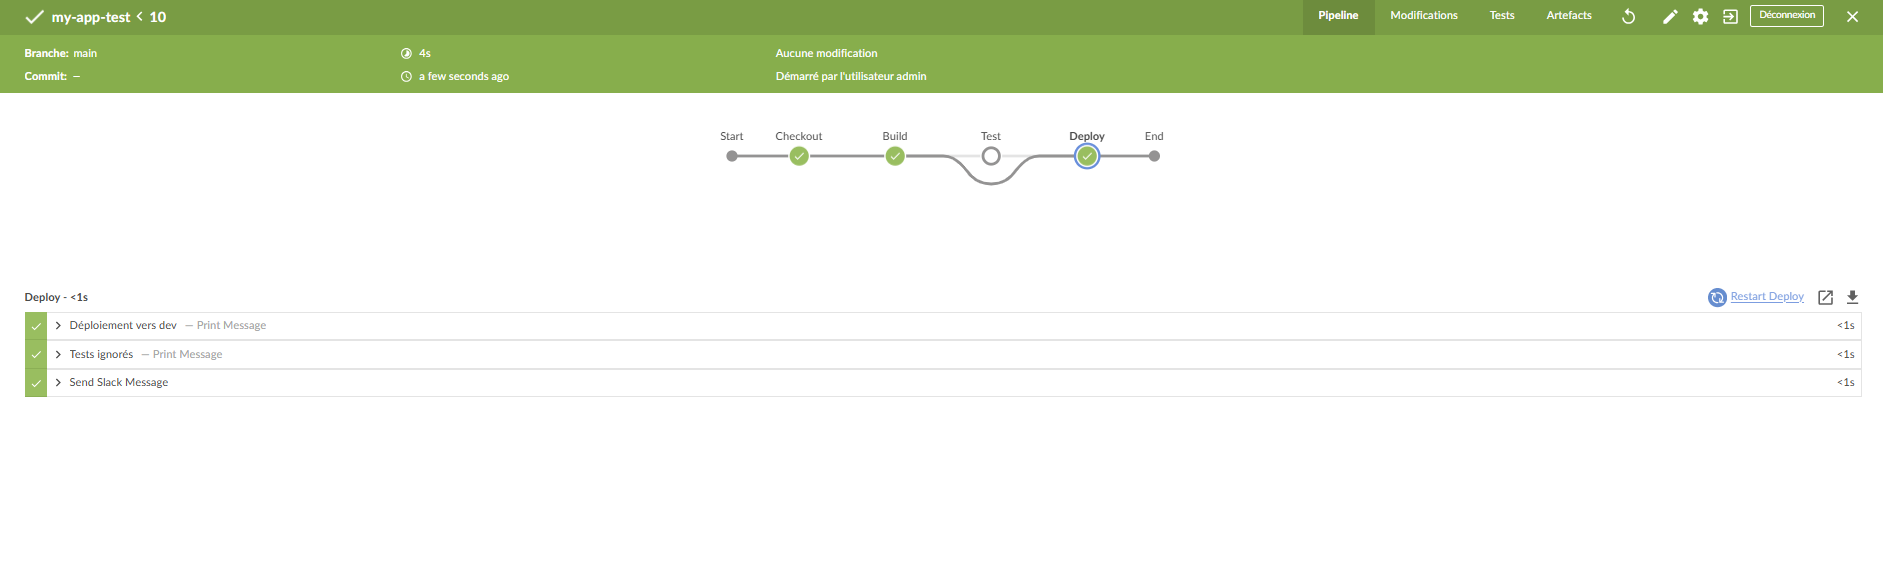 my-app-test < 10
Pipeline Modifications Tests Artefacts Déconnexion
Branche: main 4s Aucune modification
Commit: – a few seconds ago Démarré par l'utilisateur admin
Start Checkout Build Test Deploy End
Deploy - <1s Restart Deploy
Déploiement vers dev — Print Message <1s
Tests ignorés — Print Message <1s
Send Slack Message <1s